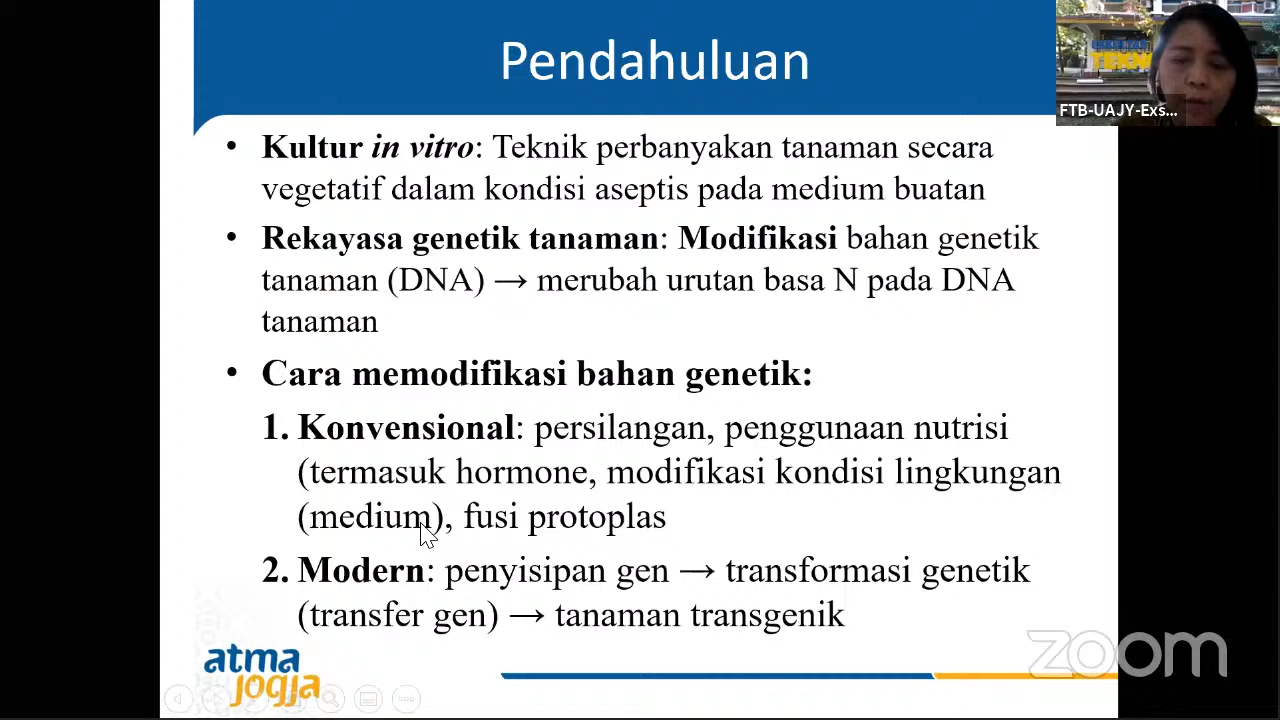 Pendahuluan
• Kultur in vitro: Teknik perbanyakan tanaman secara
vegetatif dalam kondisi aseptis pada medium buatan
• Rekayasa genetik tanaman: Modifikasi bahan genetik
tanaman (DNA) → merubah urutan basa N pada DNA
tanaman
• Cara memodifikasi bahan genetik:
1. Konvensional: persilangan, penggunaan nutrisi
(termasuk hormone, modifikasi kondisi lingkungan
(medium), fusi protoplas
2. Modern: penyisipan gen → transformasi genetik
(transfer gen) → tanaman transgenik
atma
jogja
zoom
FTB-UAJY-Exs...